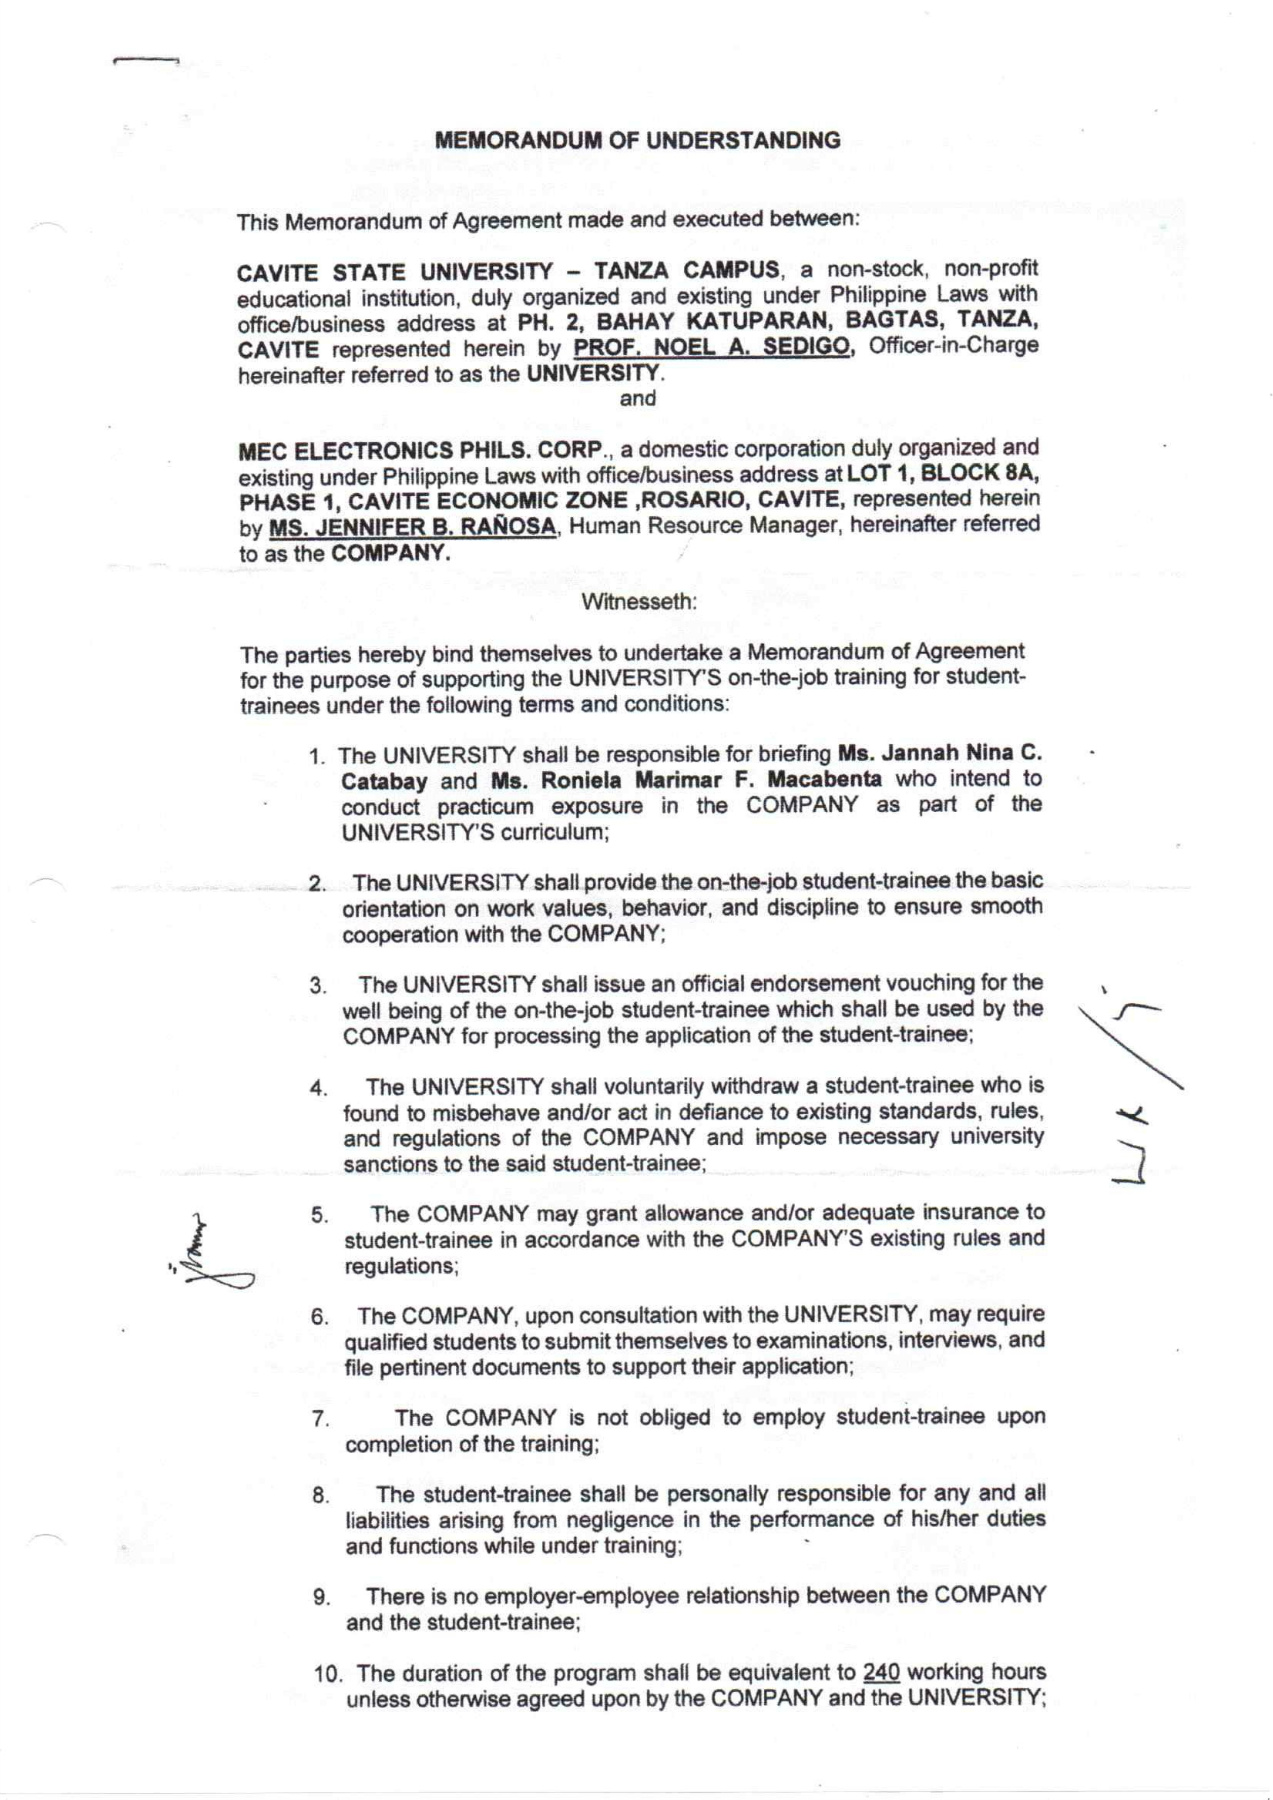 MEMORANDUM OF UNDERSTANDING
This Memorandum of Agreement made and executed between:
CAVITE STATE UNIVERSITY – TANZA CAMPUS, a non-stock, non-profit
educational institution, duly organized and existing under Philippine Laws with
office/business address at PH. 2, BAHAY KATUPARAN, BAGTAS, TANZA,
CAVITE represented herein by PROF. NOEL A. SEDIGO, Officer-in-Charge
hereinafter referred to as the UNIVERSITY.
and
MEC ELECTRONICS PHILS. CORP., a domestic corporation duly organized and
existing under Philippine Laws with office/business address at LOT 1, BLOCK 8A,
PHASE 1, CAVITE ECONOMIC ZONE ,ROSARIO, CAVITE, represented herein
by MS. JENNIFER B. RAÑOSA, Human Resource Manager, hereinafter referred
to as the COMPANY.
Witnesseth:
The parties hereby bind themselves to undertake a Memorandum of Agreement
for the purpose of supporting the UNIVERSITY'S on-the-job training for student-
trainees under the following terms and conditions:
1. The UNIVERSITY shall be responsible for briefing Ms. Jannah Nina C.
Catabay and Ms. Roniela Marimar F. Macabenta who intend to
conduct practicum exposure in the COMPANY as part of the
UNIVERSITY'S curriculum;
2. The UNIVERSITY shall provide the on-the-job student-trainee the basic
orientation on work values, behavior, and discipline to ensure smooth
cooperation with the COMPANY;
3. The UNIVERSITY shall issue an official endorsement vouching for the
well being of the on-the-job student-trainee which shall be used by the
COMPANY for processing the application of the student-trainee;
4. The UNIVERSITY shall voluntarily withdraw a student-trainee who is
found to misbehave and/or act in defiance to existing standards, rules,
and regulations of the COMPANY and impose necessary university
sanctions to the said student-trainee;
5. The COMPANY may grant allowance and/or adequate insurance to
student-trainee in accordance with the COMPANY'S existing rules and
regulations;
6. The COMPANY, upon consultation with the UNIVERSITY, may require
qualified students to submit themselves to examinations, interviews, and
file pertinent documents to support their application;
7. The COMPANY is not obliged to employ student-trainee upon
completion of the training;
8. The student-trainee shall be personally responsible for any and all
liabilities arising from negligence in the performance of his/her duties
and functions while under training;
9. There is no employer-employee relationship between the COMPANY
and the student-trainee;
10. The duration of the program shall be equivalent to 240 working hours
unless otherwise agreed upon by the COMPANY and the UNIVERSITY;